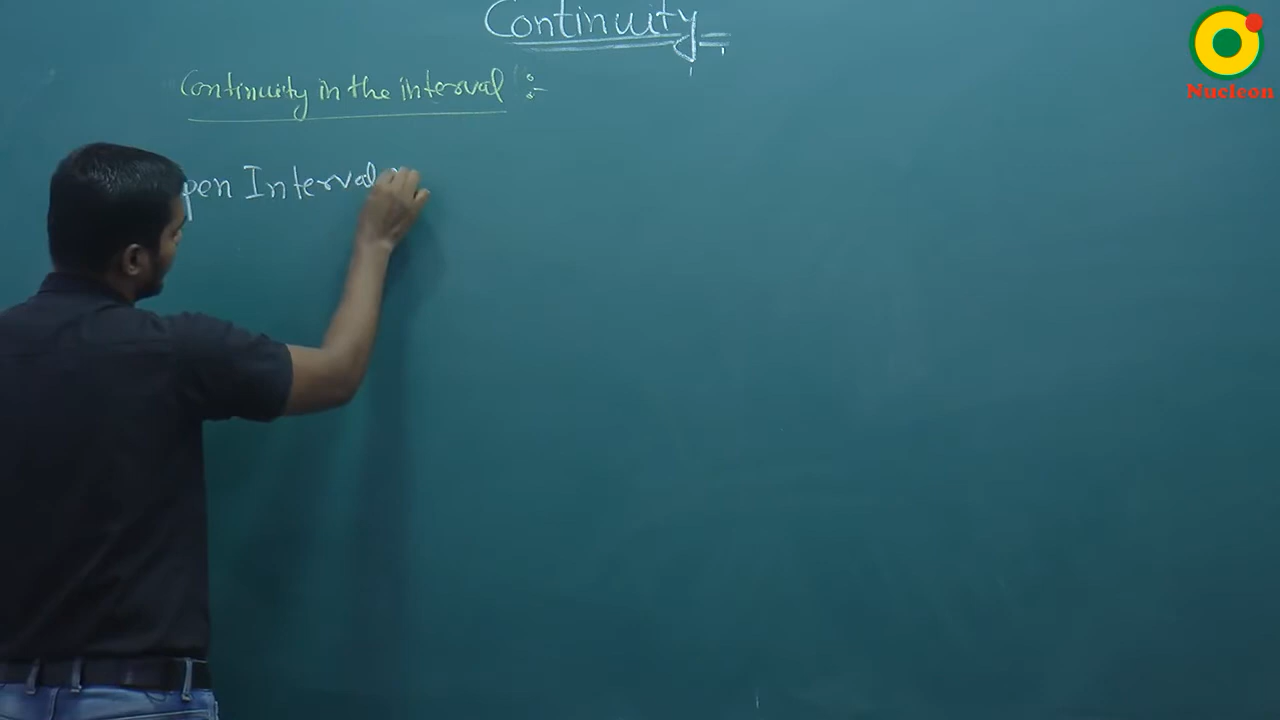 Continuity
Nucleon
Continuity in the interval :-
pen Interval